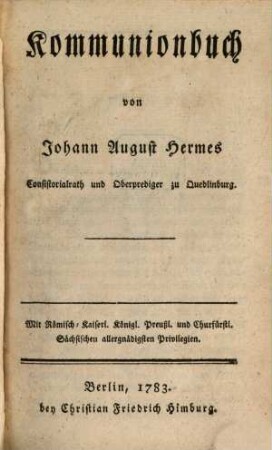 Kommunionbuch
von
Johann August Hermes
Consistorialrath und Oberprediger zu Quedlinburg.
Mit Römisch-Kaiserl. Königl. Preußl. und Churfürstl.
Sächsischen allergnädigsten Privilegien.
Berlin, 1783.
bey Christian Friedrich Himburg.